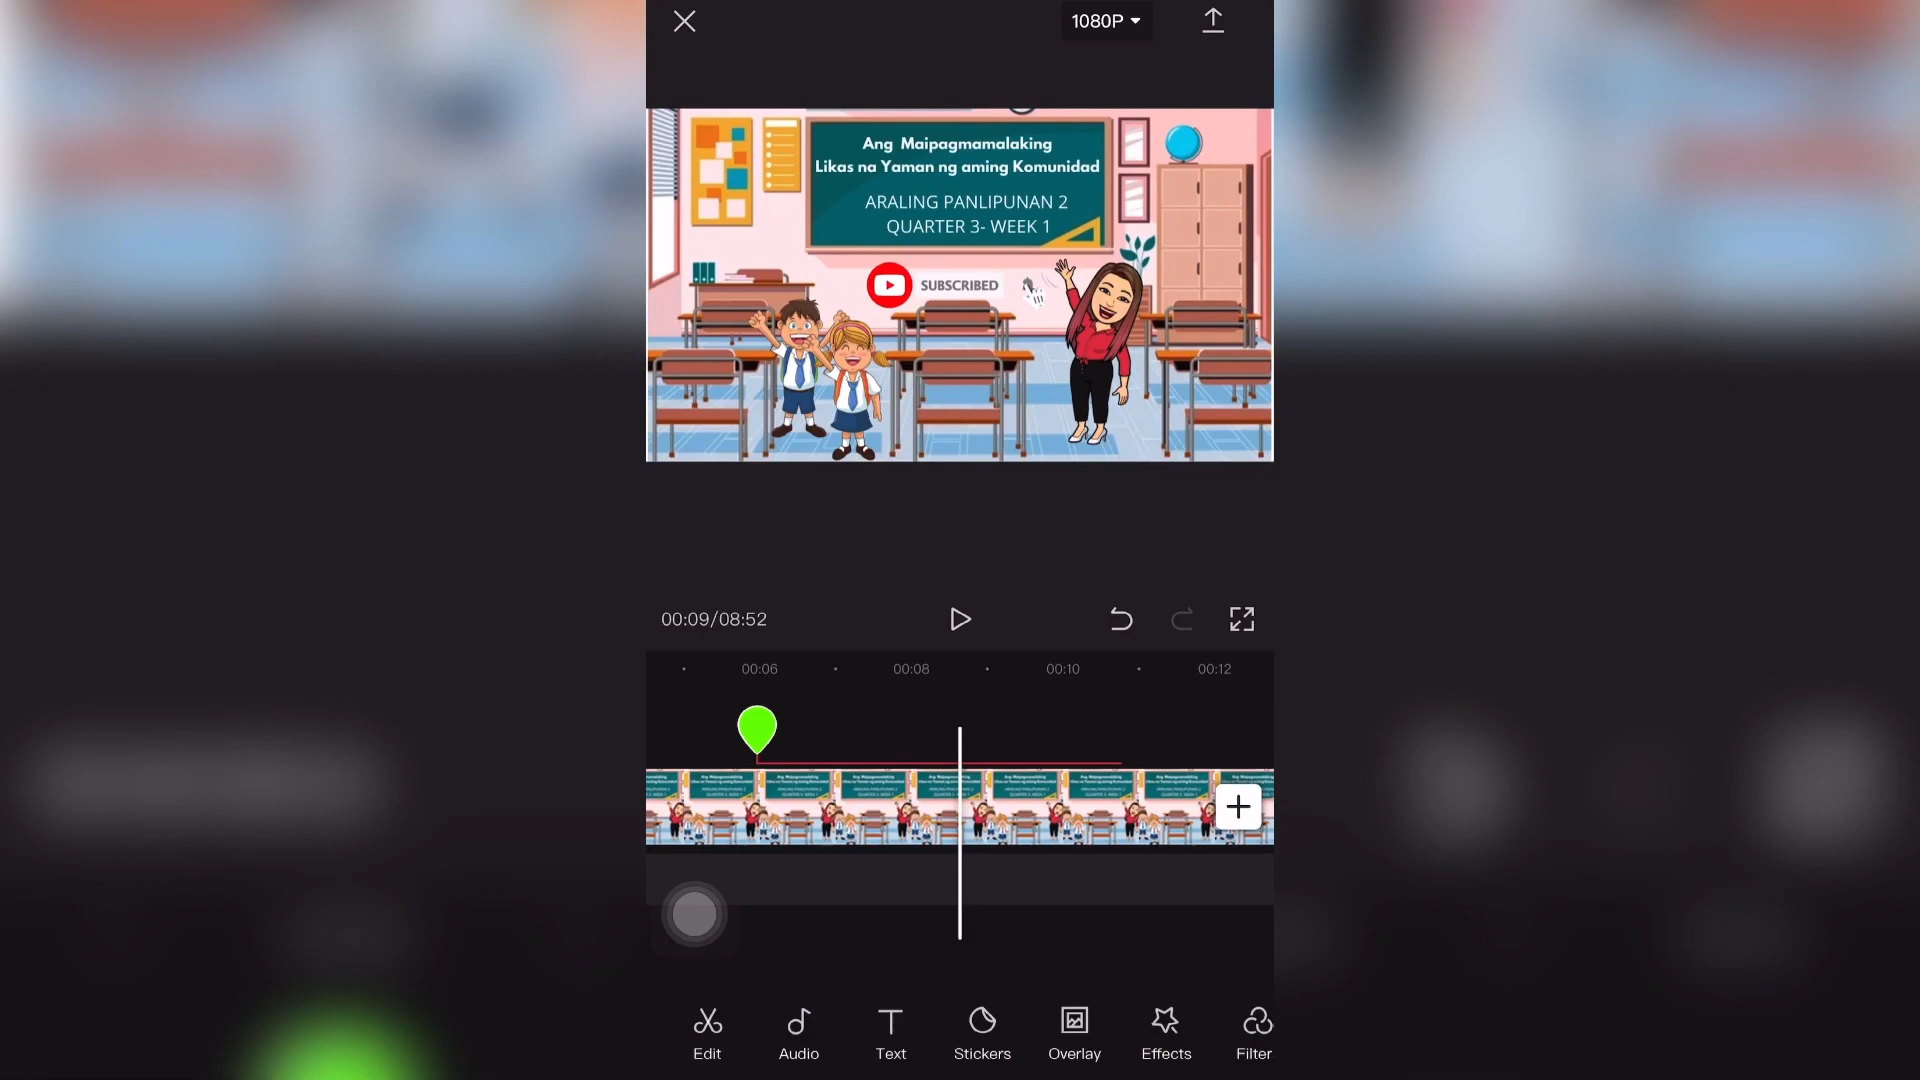 1080P
Ang Maipagmamalaking
Likas na Yaman ng aming Komunidad
ARALING PANLIPUNAN 2
QUARTER 3- WEEK 1
SUBSCRIBED
00:09/08:52
00:06
00:08
00:10
00:12
Edit
Audio
Text
Stickers
Overlay
Effects
Filter